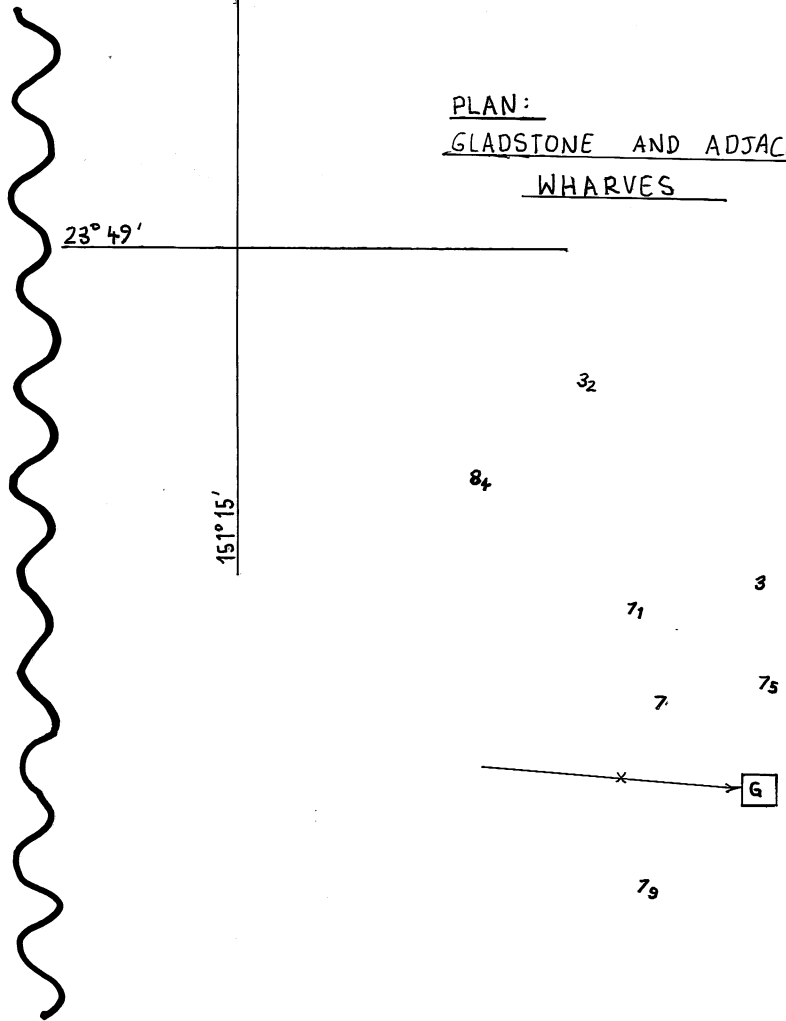 PLAN:
GLADSTONE AND ADJAC
WHARVES
23° 49'
3₂
8₄
151° 15'
3
7₁
7₅
7
G
7₉